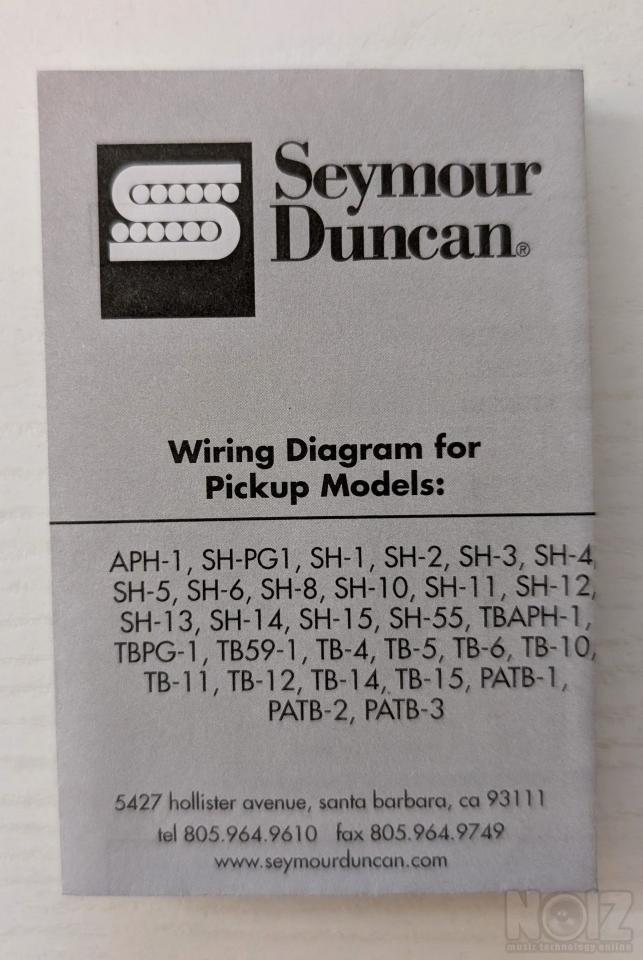 Seymour
Duncan®
Wiring Diagram for
Pickup Models:
APH-1, SH-PG1, SH-1, SH-2, SH-3, SH-4,
SH-5, SH-6, SH-8, SH-10, SH-11, SH-12,
SH-13, SH-14, SH-15, SH-55, TBAPH-1,
TBPG-1, TB59-1, TB-4, TB-5, TB-6, TB-10,
TB-11, TB-12, TB-14, TB-15, PATB-1,
PATB-2, PATB-3
5427 hollister avenue, santa barbara, ca 93111
tel 805.964.9610 fax 805.964.9749
www.seymourduncan.com
NOIZ
music technology online